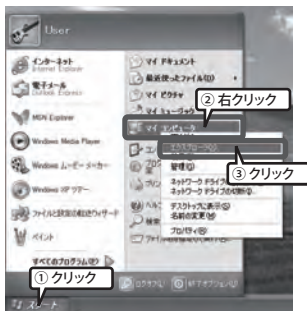 User
インターネット
Internet Explorer
電子メール
Outlook Express
MSN Explorer
Windows Media Player
Windows ムービー メーカー
Windows XP ツアー
ファイルと設定の転送ウィザード
ペイント
すべてのプログラム(P)
マイ ドキュメント
最近使ったファイル(D)
マイ ピクチャ
マイ ミュージック
②右クリック
マイ コンピュータ
エクスプローラ(X)
③クリック
管理(G)
ネットワーク ドライブの
ネットワーク ドライブの切断(I)
デスクトップに表示(S)
名前の変更(M)
プロパティ(R)
①クリック
ログオフ(L)
終了オプション(U)
スタート